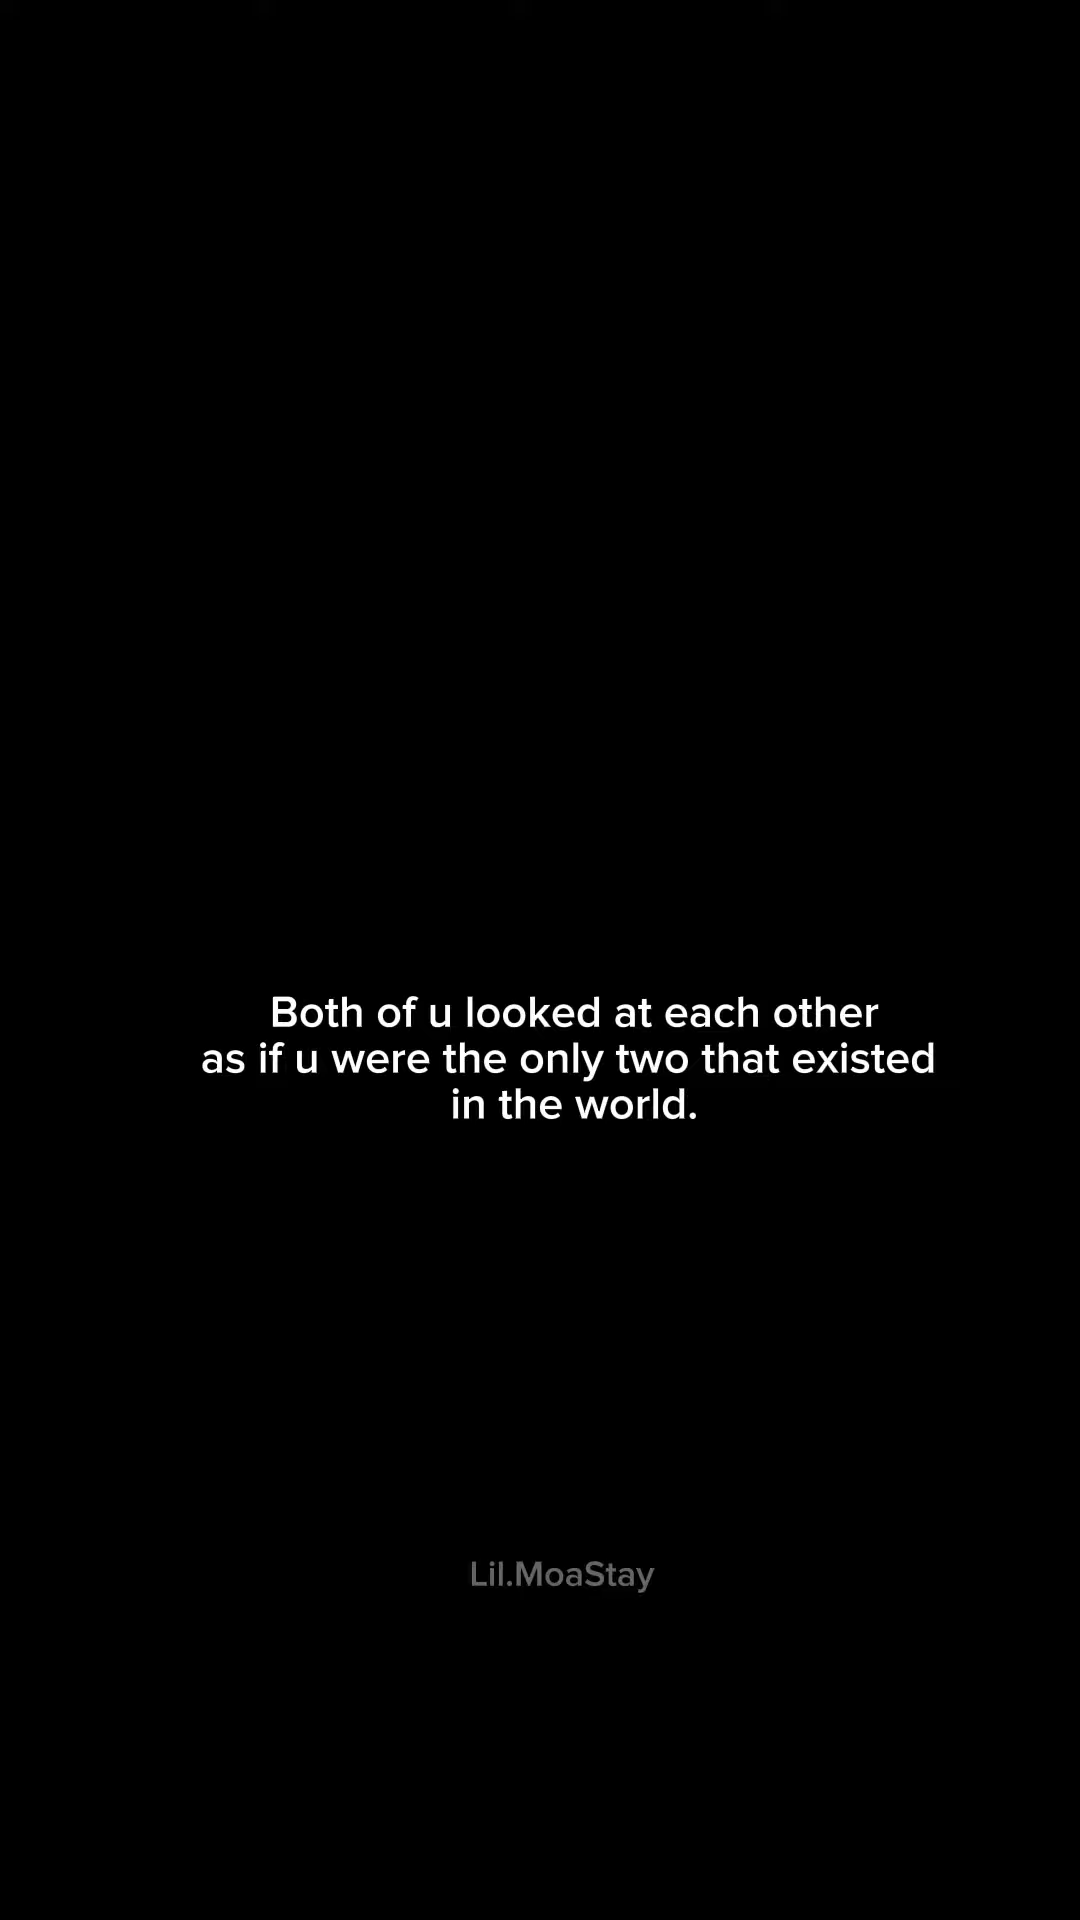 Both of u looked at each other
as if u were the only two that existed
in the world.
Lil.MoaStay